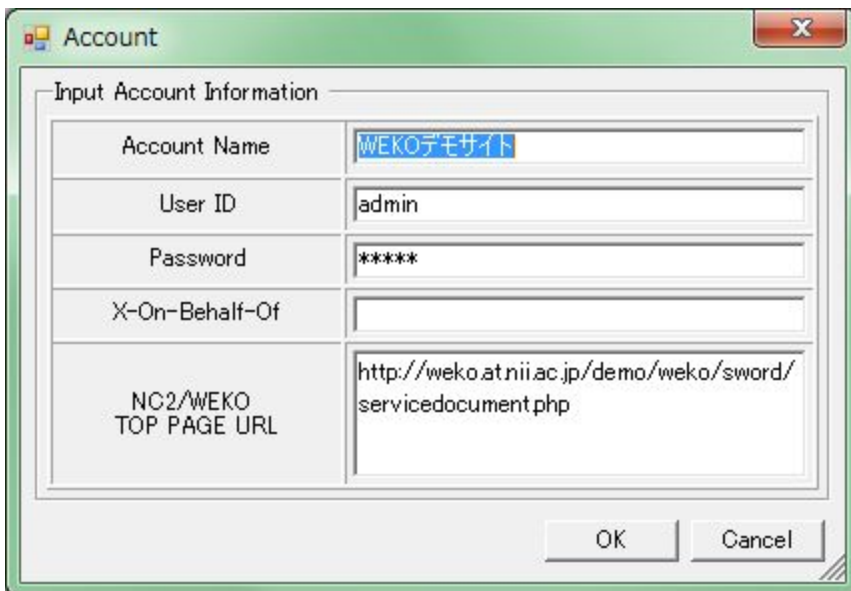 Account
Input Account Information
Account Name
WEKOデモサイト
User ID
admin
Password
*****
X-On-Behalf-Of
NC2/WEKO
TOP PAGE URL
http://weko.at.nii.ac.jp/demo/weko/sword/
servicedocument.php
OK
Cancel